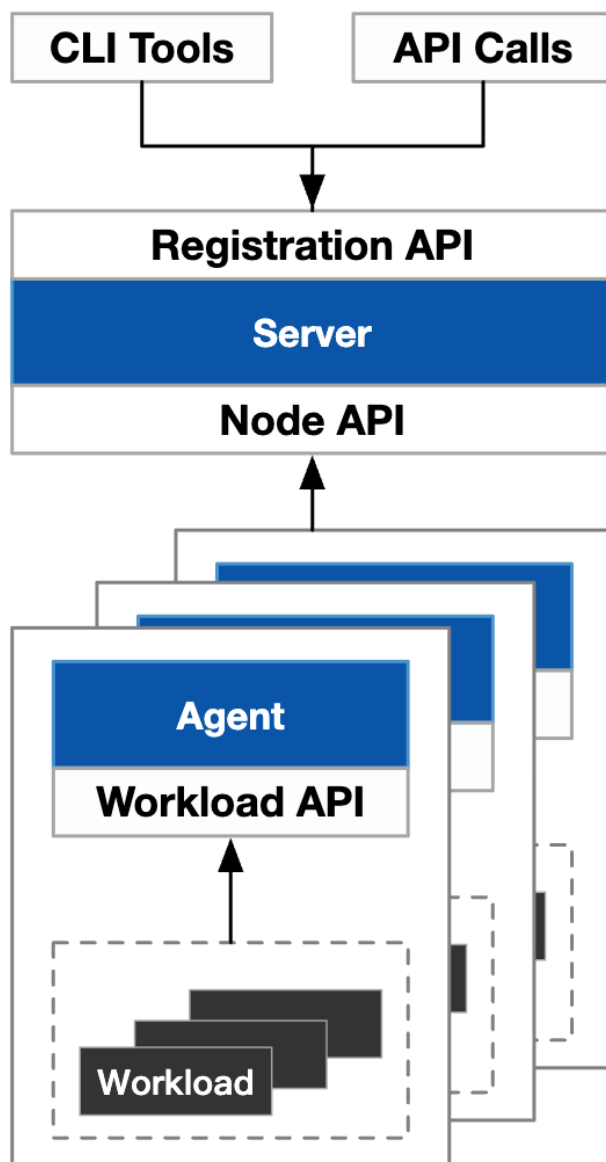 CLI Tools
API Calls
Registration API
Server
Node API
Agent
Workload API
Workload